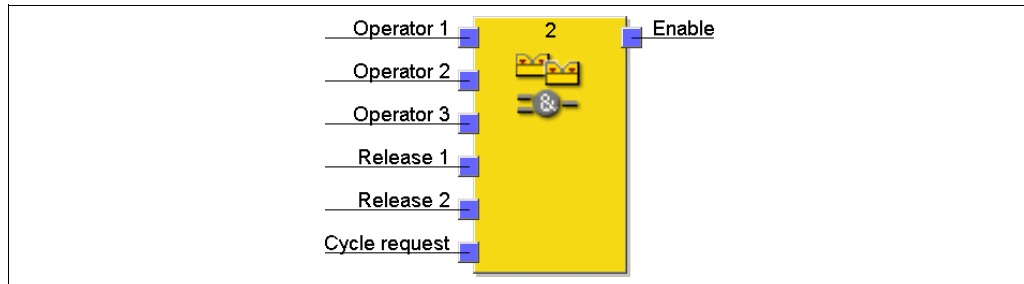 Operator 1
2
Enable
Operator 2
&
Operator 3
Release 1
Release 2
Cycle request